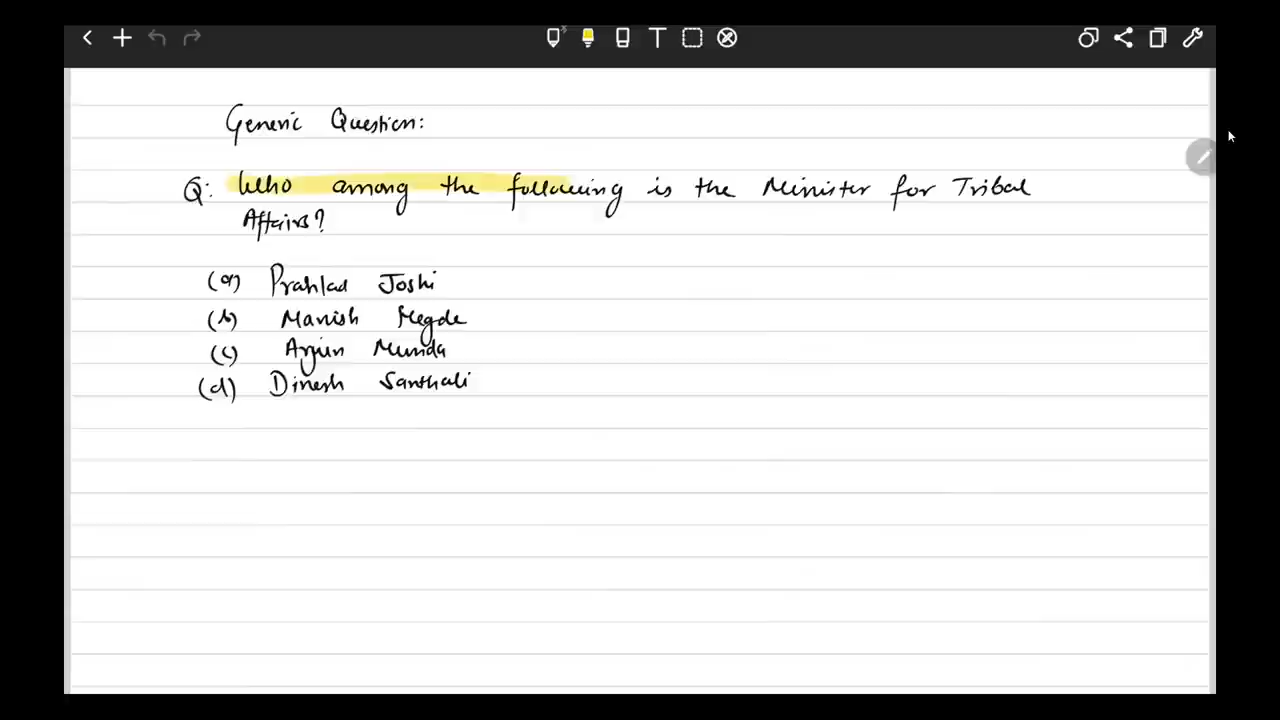 Generic Question:
Q: Who among the following is the Minister for Tribal
Affairs?
(a) Prahlad Joshi
(b) Manish Megde
(c) Arjun Munda
(d) Dinesh Santhali